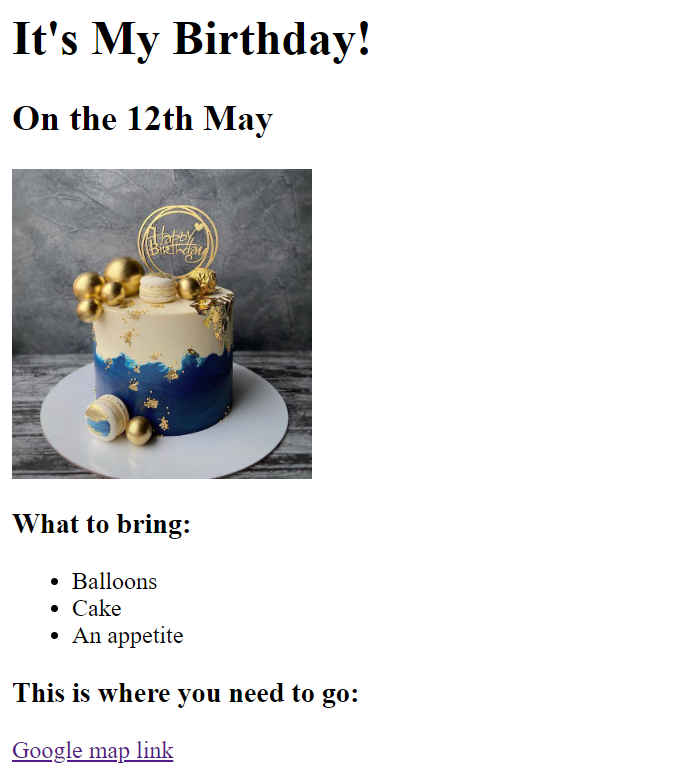 It's My Birthday!
On the 12th May
Happy
Birthday
What to bring:
Balloons
Cake
An appetite
This is where you need to go:
Google map link